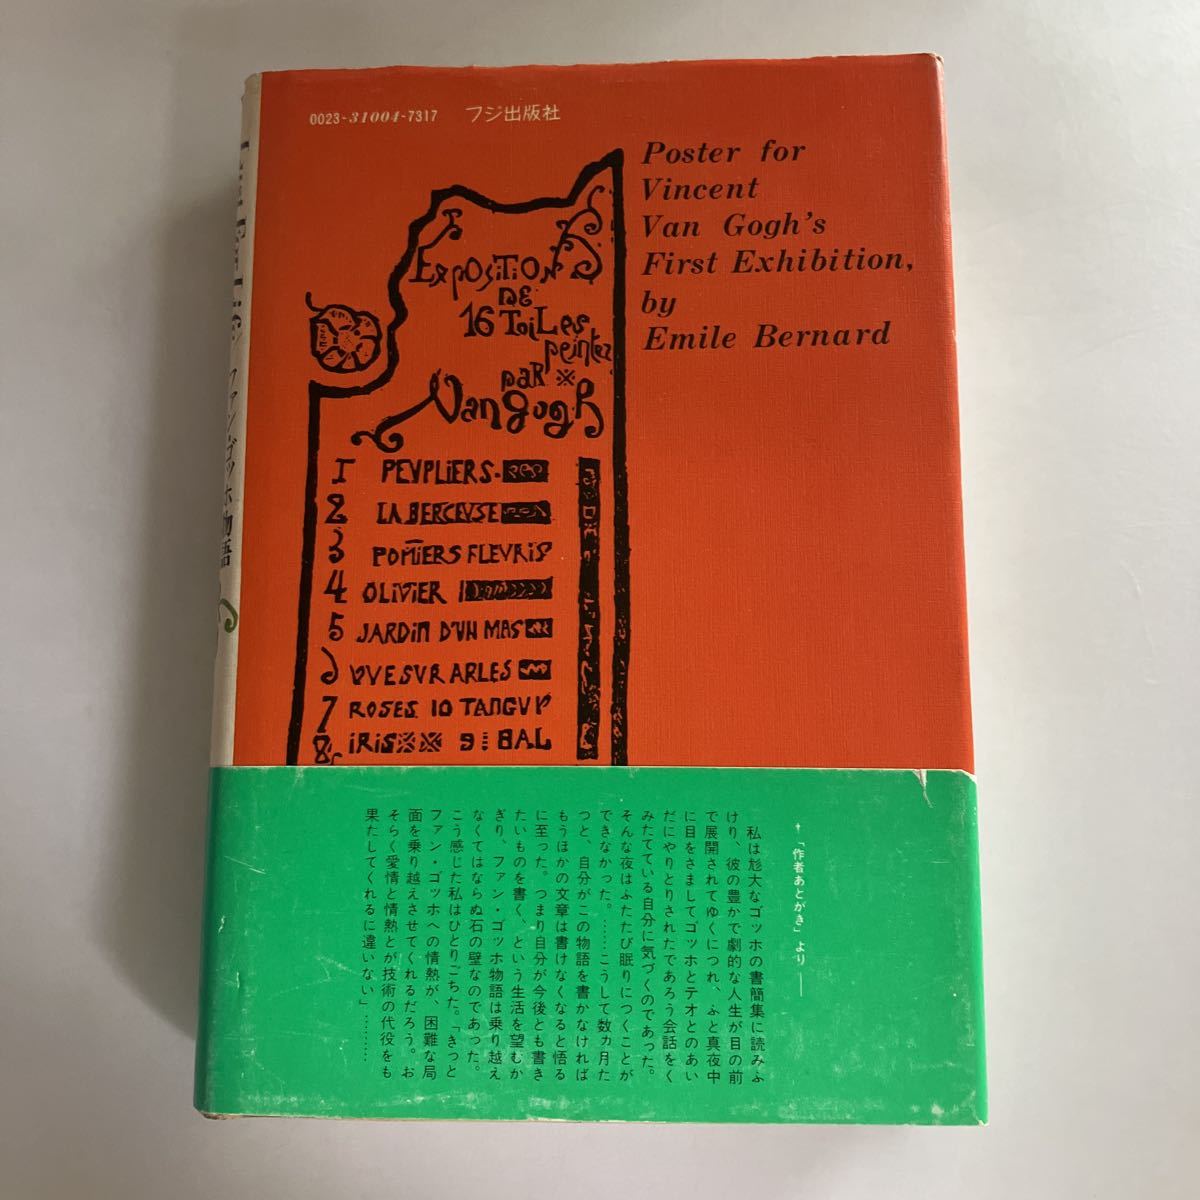 0023-31004-7317 フジ出版社
Poster for
Vincent
Van Gogh's
First Exhibition,
by
Emile Bernard
EXPOSITION
DE
16 TOILES
peintes
PAR ※
Van gogh
1 PEUPLIERS.
2 LA BERCEUSE
3 POMIERS FLEURIS
4 OLIVIER
5 JARDIN D'UN MAS
6 VUE SUR ARLES
7 ROSES 10 TANGUY
8 IRIS※※ 9 BAL
ファン・ゴッホ物語
†「作者あとがき」より――
私は尨大なゴッホの書簡集に読みふ
けり、彼の豊かで劇的な人生が目の前
で展開されてゆくにつれ、ふと真夜中
に目をさましてゴッホとテオとのあい
だにやりとりされたであろう会話をく
みたてている自分に気づくのであった。
そんな夜はふたたび眠りにつくことが
できなかった。……こうして数ヵ月た
つと、自分がこの物語を書かなければ
もうほかの文章は書けなくなると悟る
に至った。つまり自分が今後とも書き
たいものを書く、という生活を望むか
ぎり、ファン・ゴッホ物語は乗り越え
なくてはならぬ石の壁なのであった。
こう感じた私はひとりごちた。「きっと
ファン・ゴッホへの情熱が、困難な局
面を乗り越えさせてくれるだろう。お
そらく愛情と情熱とが技術の代役をも
果たしてくれるに違いない」………